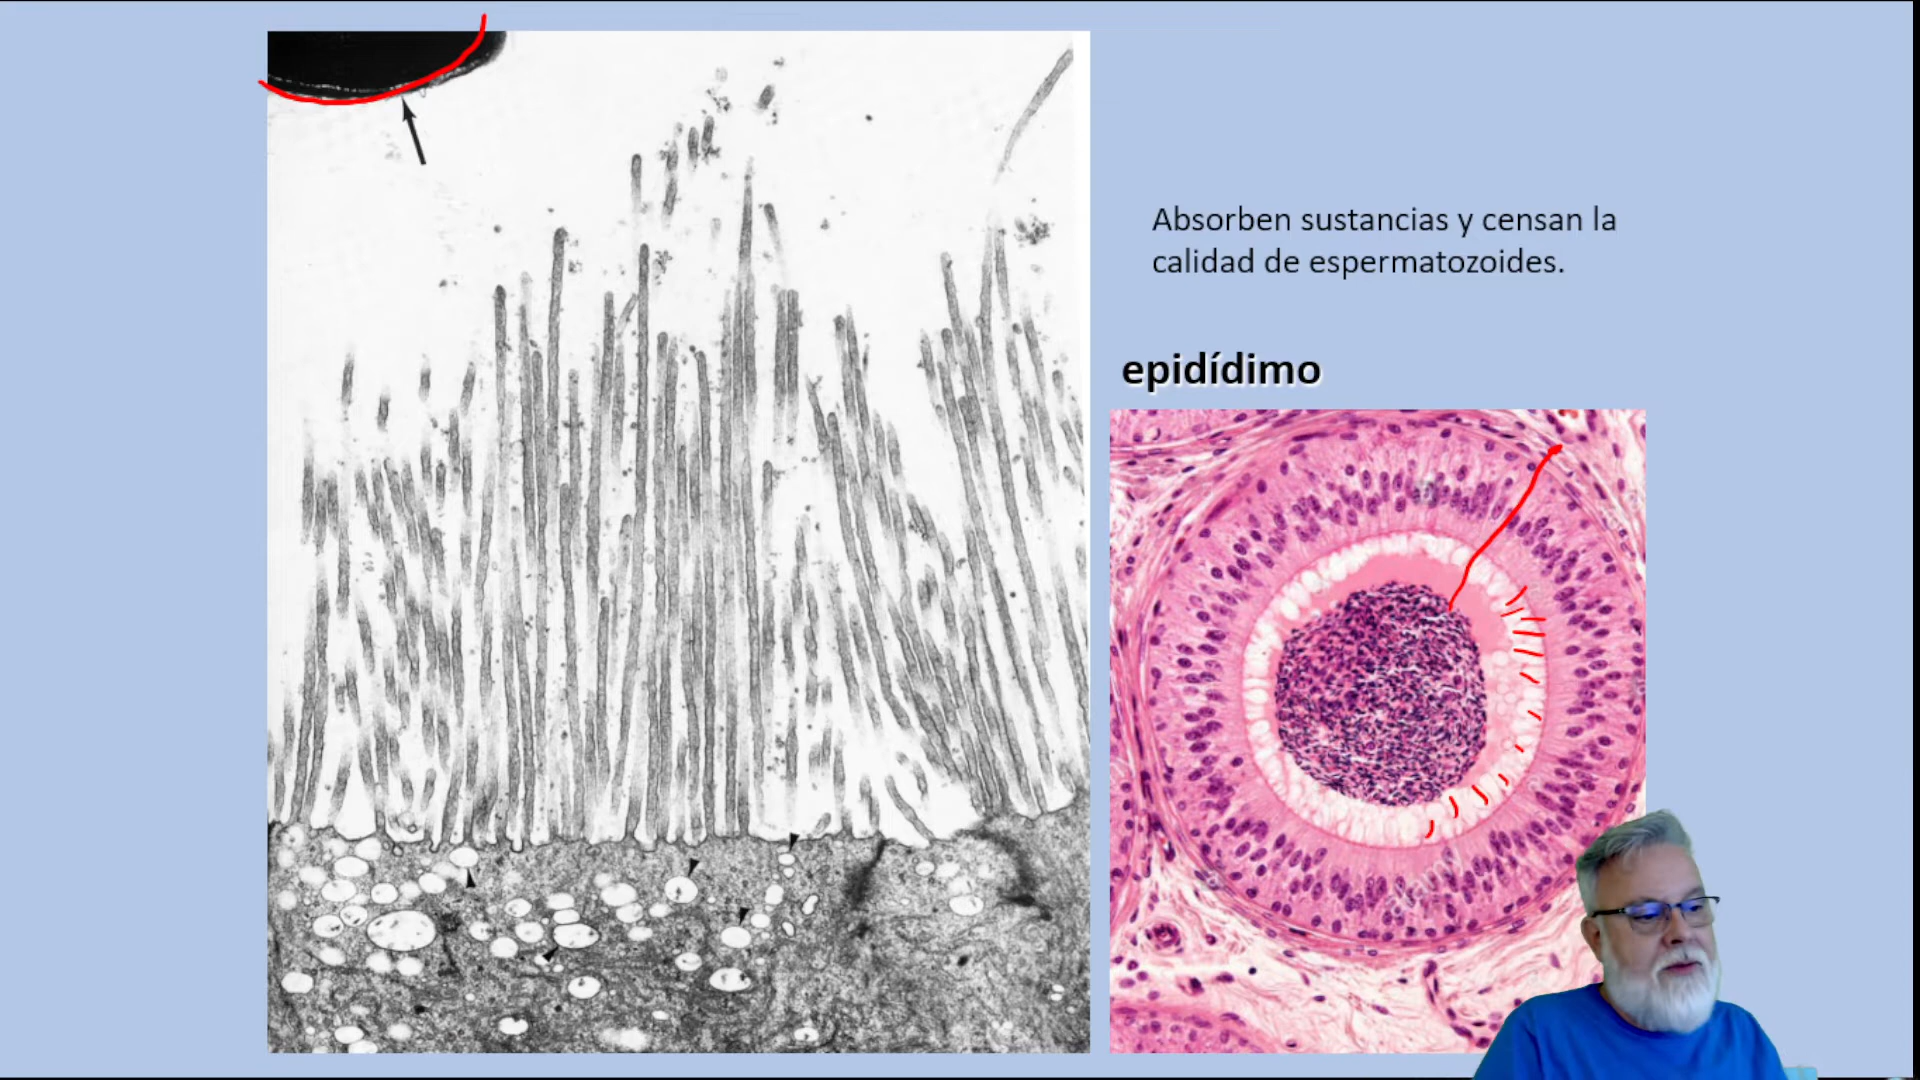 Absorben sustancias y censan la
calidad de espermatozoides.
epidídimo